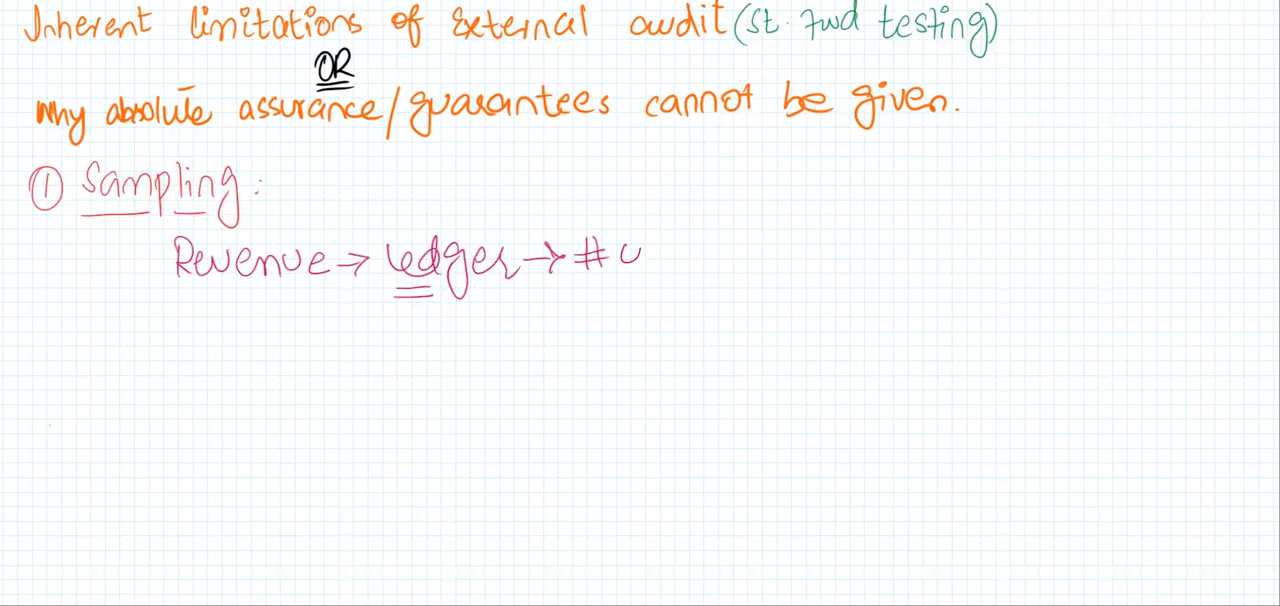 Inherent limitations of External audit (St. fwd testing)
OR
Why absolute assurance/guarantees cannot be given.
① Sampling:
Revenue → Ledger → # u